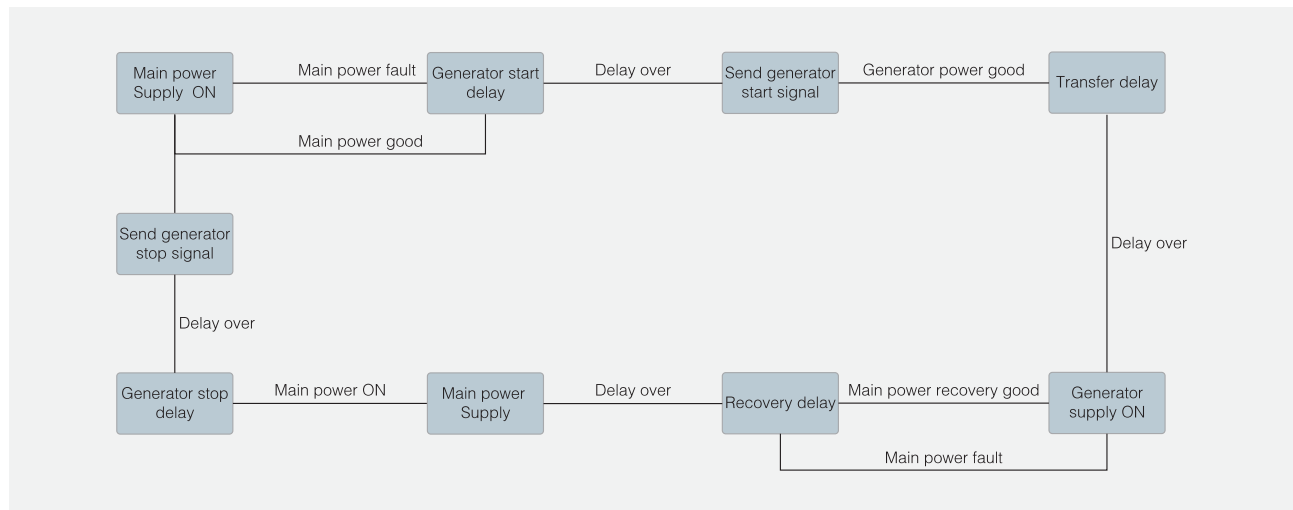 Main power
Supply  ON
Main power fault
Generator start
delay
Delay over
Send generator
start signal
Generator power good
Transfer delay
Main power good
Send generator
stop signal
Delay over
Delay over
Generator stop
delay
Main power ON
Main power
Supply
Delay over
Recovery delay
Main power recovery good
Generator
supply ON
Main power fault